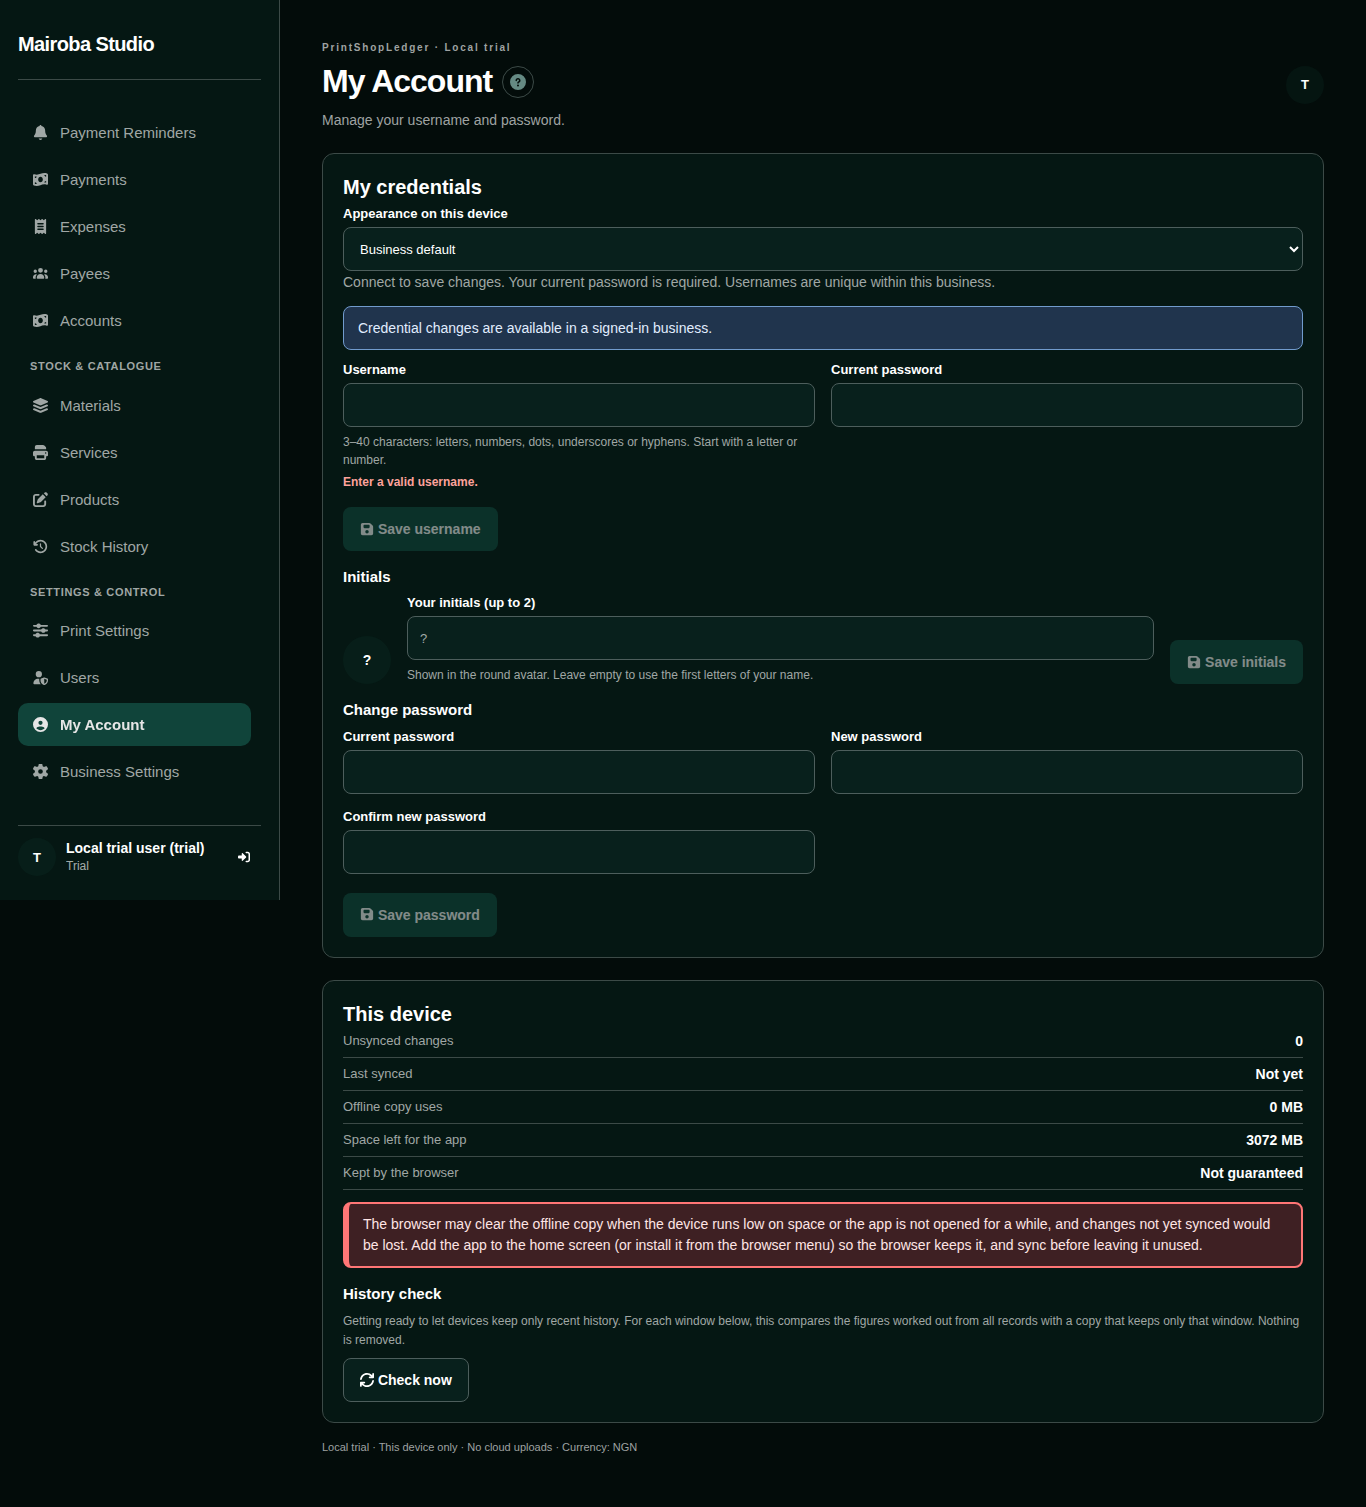 Mairoba Studio
Payment Reminders
Payments
Expenses
Payees
Accounts
STOCK & CATALOGUE
Materials
Services
Products
Stock History
SETTINGS & CONTROL
Print Settings
Users
My Account
Business Settings
T
Local trial user (trial)
Trial
PrintShopLedger · Local trial
My Account ?
T
Manage your username and password.
My credentials
Appearance on this device
Business default
Connect to save changes. Your current password is required. Usernames are unique within this business.
Credential changes are available in a signed-in business.
Username
Current password
3–40 characters: letters, numbers, dots, underscores or hyphens. Start with a letter or
number.
Enter a valid username.
Save username
Initials
?
Your initials (up to 2)
?
Shown in the round avatar. Leave empty to use the first letters of your name.
Save initials
Change password
Current password
New password
Confirm new password
Save password
This device
Unsynced changes 0
Last synced Not yet
Offline copy uses 0 MB
Space left for the app 3072 MB
Kept by the browser Not guaranteed
The browser may clear the offline copy when the device runs low on space or the app is not opened for a while, and changes not yet synced would
be lost. Add the app to the home screen (or install it from the browser menu) so the browser keeps it, and sync before leaving it unused.
History check
Getting ready to let devices keep only recent history. For each window below, this compares the figures worked out from all records with a copy that keeps only that window. Nothing
is removed.
Check now
Local trial · This device only · No cloud uploads · Currency: NGN